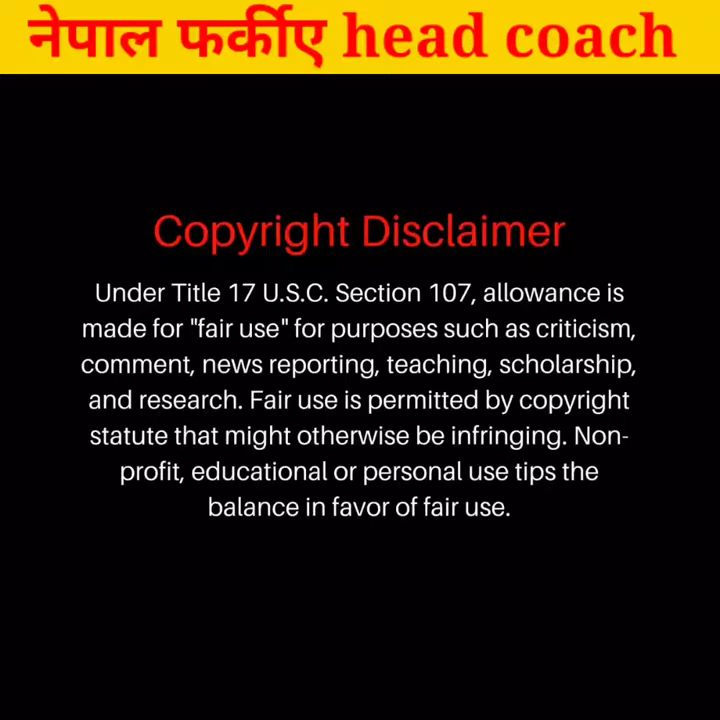 नेपाल फर्कीए head coach
Copyright Disclaimer
Under Title 17 U.S.C. Section 107, allowance is
made for "fair use" for purposes such as criticism,
comment, news reporting, teaching, scholarship,
and research. Fair use is permitted by copyright
statute that might otherwise be infringing. Non-
profit, educational or personal use tips the
balance in favor of fair use.